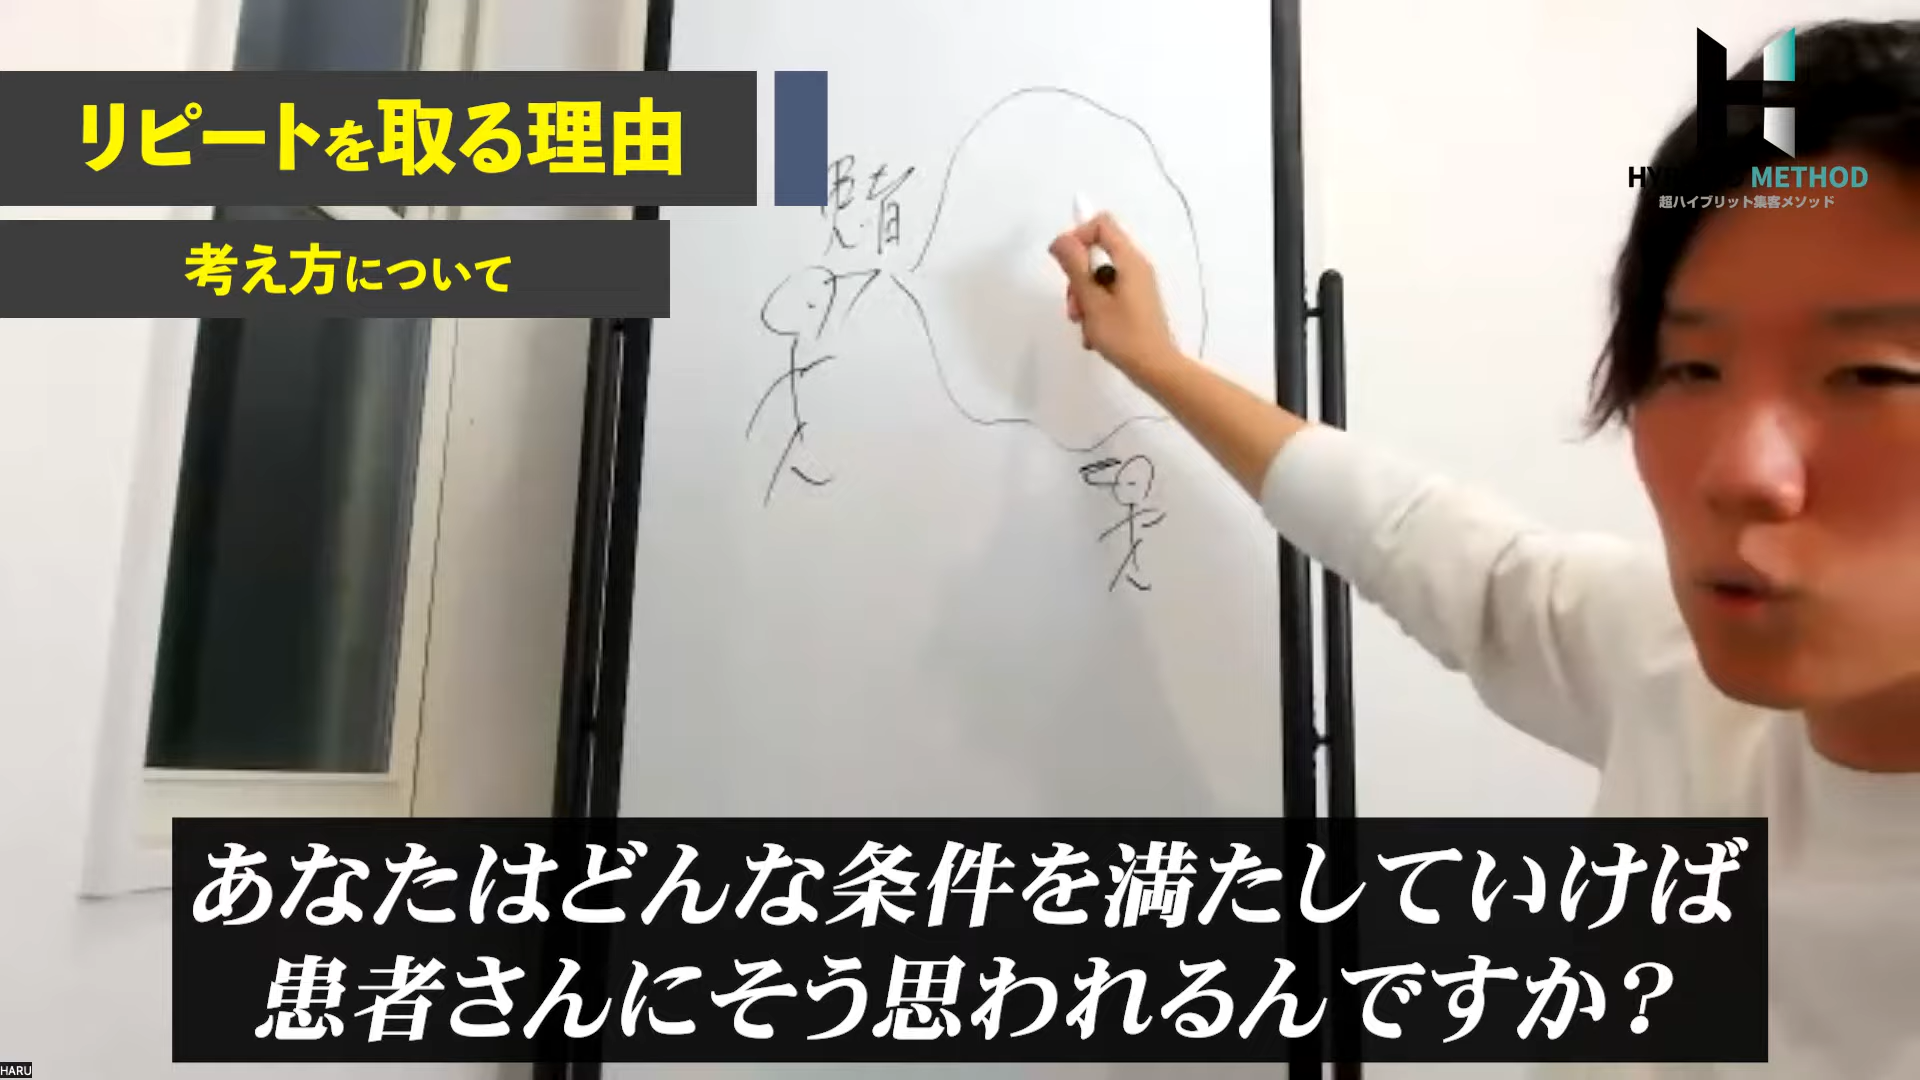 リピートを取る理由
考え方について
患者
HYBRID METHOD
超ハイブリット集客メソッド
あなたはどんな条件を満たしていけば
患者さんにそう思われるんですか？
HARU